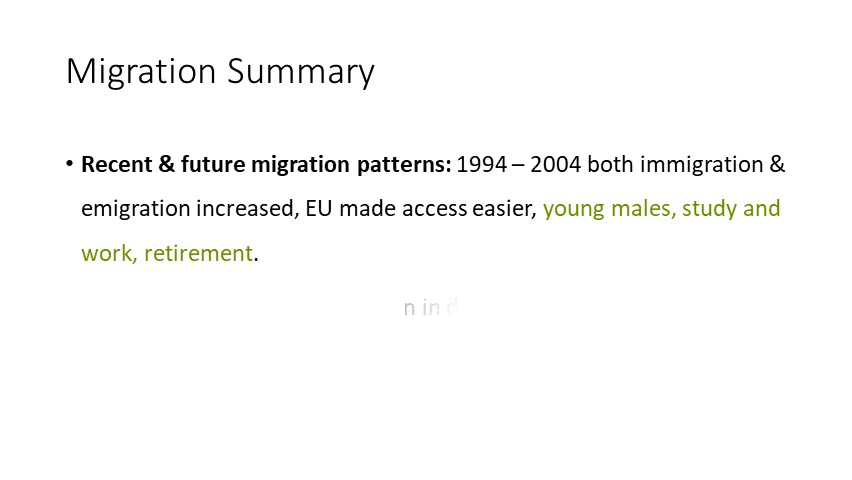 Migration Summary
• Recent & future migration patterns: 1994 – 2004 both immigration &
emigration increased, EU made access easier, young males, study and
work, retirement.
in